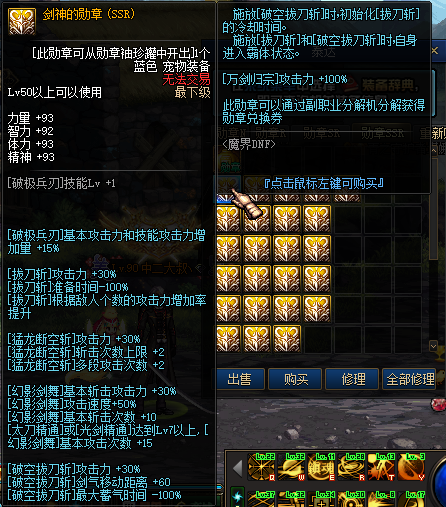 剑神的勋章 (SSR)
[此勋章可从勋章袖珍罐中开出]1个
蓝色 宠物装备
无法交易
Lv50以上可以使用 最下级
力量 +93
智力 +92
体力 +93
精神 +93
[破极兵刃]技能Lv +1
[破极兵刃]基本攻击力和技能攻击力增
加量 +15%
[拔刀斩]攻击力 +30%
[拔刀斩]准备时间-100%
[拔刀斩]根据敌人个数的攻击力增加率
提升
[猛龙断空斩]攻击力 +30%
[猛龙断空斩]斩击次数上限 +2
[猛龙断空斩]多段攻击次数 +2
[幻影剑舞]基本斩击攻击力 +30%
[幻影剑舞]攻击速度+50%
[幻影剑舞]基本斩击次数 +10
[太刀精通]或[光剑精通]达到Lv7以上, [
幻影剑舞]基本攻击次数 +15
[破空拔刀斩]攻击力 +30%
[破空拔刀斩]剑气移动距离 +60
[破空拔刀斩]最大蓄气时间 -100%
施放[破空拔刀斩]时,初始化[拔刀斩]
的冷却时间。
施放[拔刀斩]和[破空拔刀斩]时,自身
进入霸体状态。
[万剑归宗]攻击力 +100%
此勋章可以通过副职业分解机分解获得
勋章兑换券
<魔界DNF>
『点击鼠标左键可购买』
出售 购买 修理 全部修理